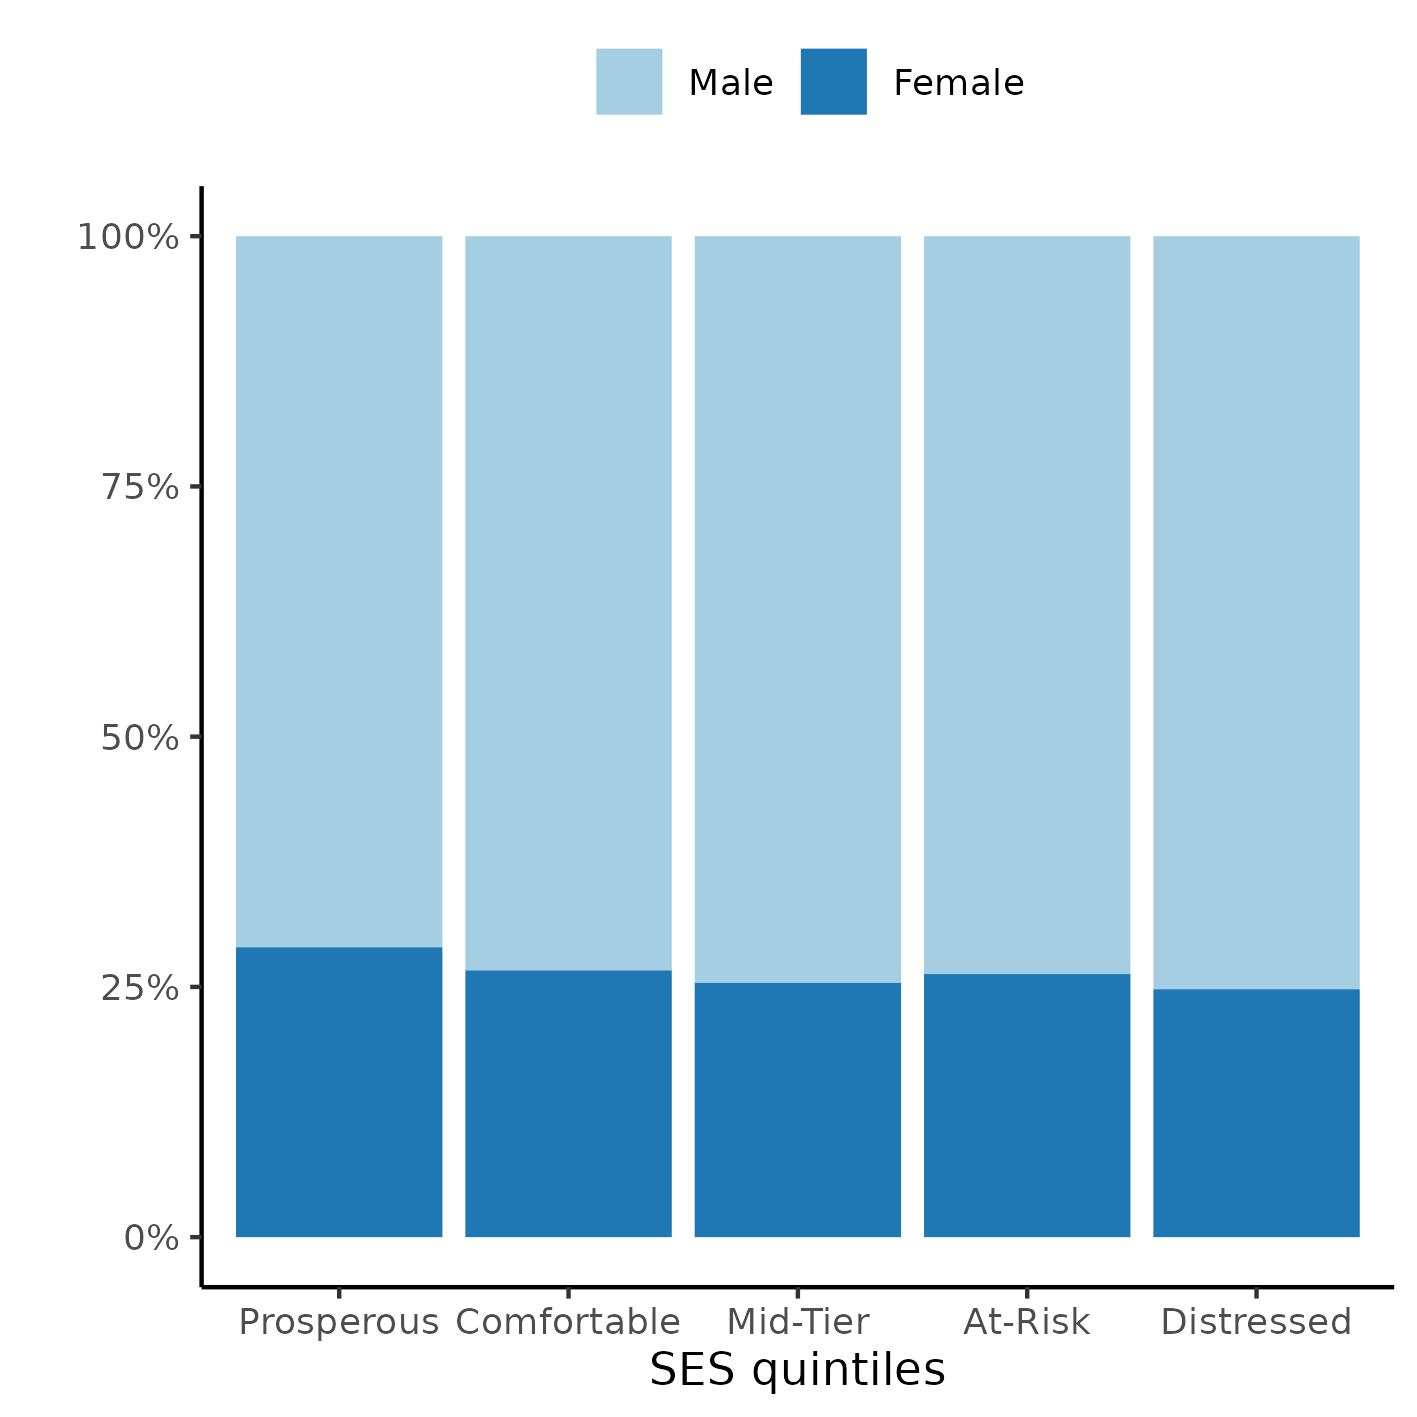 Male Female
100%
75%
50%
25%
0%
Prosperous Comfortable Mid-Tier At-Risk Distressed
SES quintiles